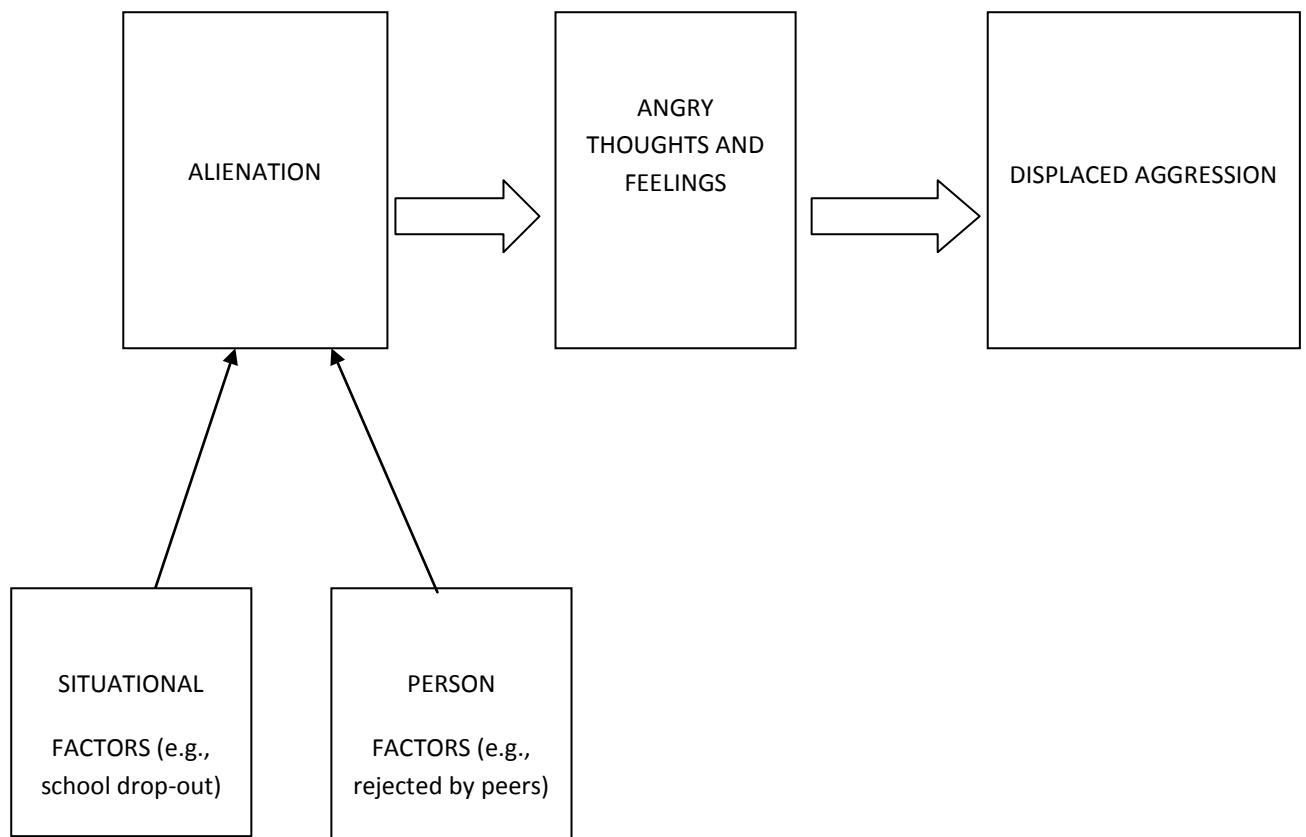 ALIENATION
ANGRY
THOUGHTS AND
FEELINGS
DISPLACED AGGRESSION
SITUATIONAL
FACTORS (e.g.,
school drop-out)
PERSON
FACTORS (e.g.,
rejected by peers)